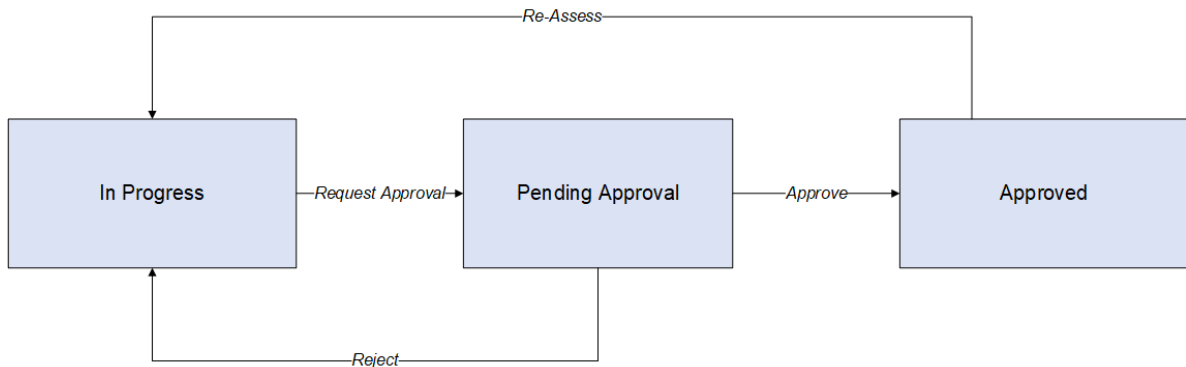 Re-Assess
In Progress
Request Approval
Pending Approval
Approve
Approved
Reject